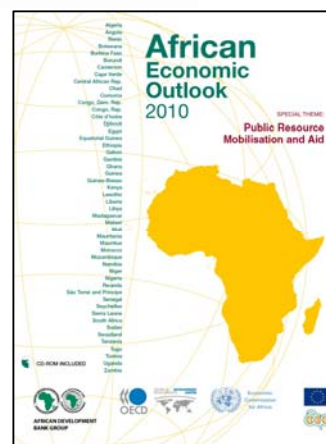 Algeria
Angola
Benin
Botswana
Burkina Faso
Burundi
Cameroon
Cape Verde
Central African Rep.
Chad
Comoros
Congo, Dem. Rep.
Congo, Rep.
Côte d'Ivoire
Djibouti
Egypt
Equatorial Guinea
Ethiopia
Gabon
Gambia
Ghana
Guinea
Guinea-Bissau
Kenya
Lesotho
Liberia
Libya
Madagascar
Malawi
Mali
Mauritania
Mauritius
Morocco
Mozambique
Namibia
Niger
Nigeria
Rwanda
São Tomé and Príncipe
Senegal
Seychelles
Sierra Leone
South Africa
Sudan
Swaziland
Tanzania
Togo
Tunisia
Uganda
Zambia
African
Economic
Outlook
2010
SPECIAL THEME:
Public Resource
Mobilisation and Aid
CD-ROM INCLUDED
AFRICAN DEVELOPMENT
BANK GROUP
OECD
Economic
Commission
for Africa